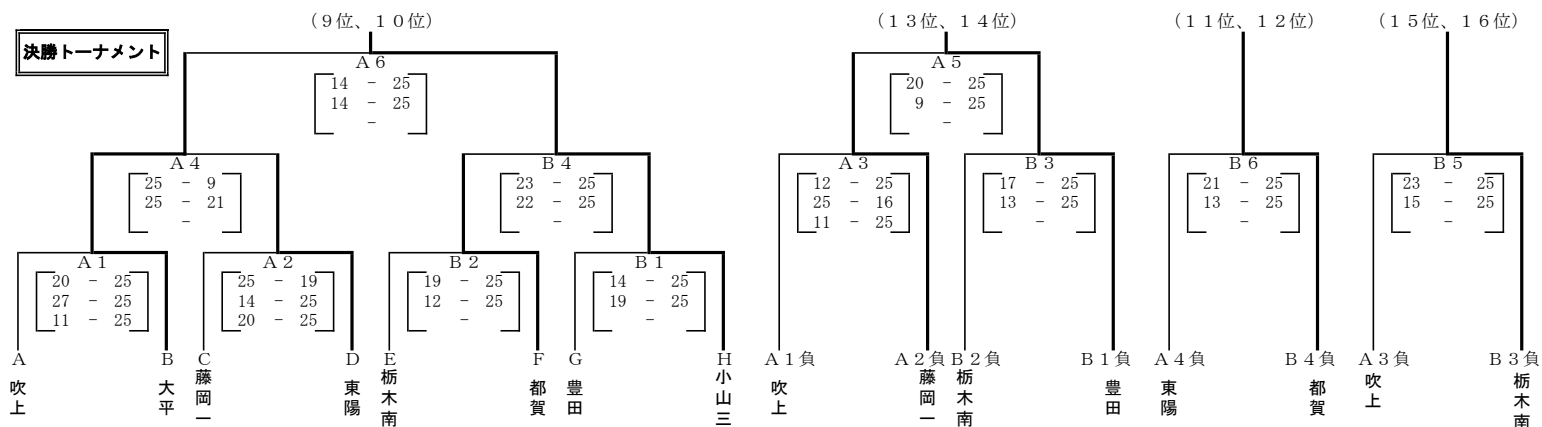 （９位、１０位）　（１３位、１４位）　（１１位、１２位）　（１５位、１６位）
決勝トーナメント
Ａ６　Ａ５
14 － 25　20 － 25
14 － 25　9 － 25
－　－
Ａ４　Ｂ４　Ａ３　Ｂ３　Ｂ６　Ｂ５
25 － 9　23 － 25　12 － 25　17 － 25　21 － 25　23 － 25
25 － 21　22 － 25　25 － 16　13 － 25　13 － 25　15 － 25
－　－　11 － 25　－　－　－
Ａ１　Ａ２　Ｂ２　Ｂ１
20 － 25　25 － 19　19 － 25　14 － 25
27 － 25　14 － 25　12 － 25　19 － 25
11 － 25　20 － 25　－　－
Ａ　Ｂ　Ｃ　Ｄ　Ｅ　Ｆ　Ｇ　Ｈ　Ａ１負　Ａ２負　Ｂ２負　Ｂ１負　Ａ４負　Ｂ４負　Ａ３負　Ｂ３負
吹上　大平　藤岡一　東陽　栃木南　都賀　豊田　小山三　吹上　藤岡一　栃木南　豊田　東陽　都賀　吹上　栃木南